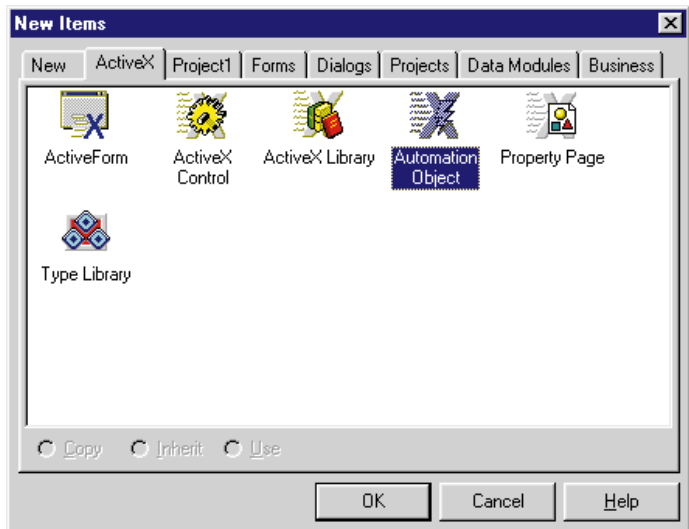 New Items
New ActiveX Project1 Forms Dialogs Projects Data Modules Business
ActiveForm ActiveX Control ActiveX Library Automation Object Property Page
Type Library
Copy Inherit Use
OK Cancel Help